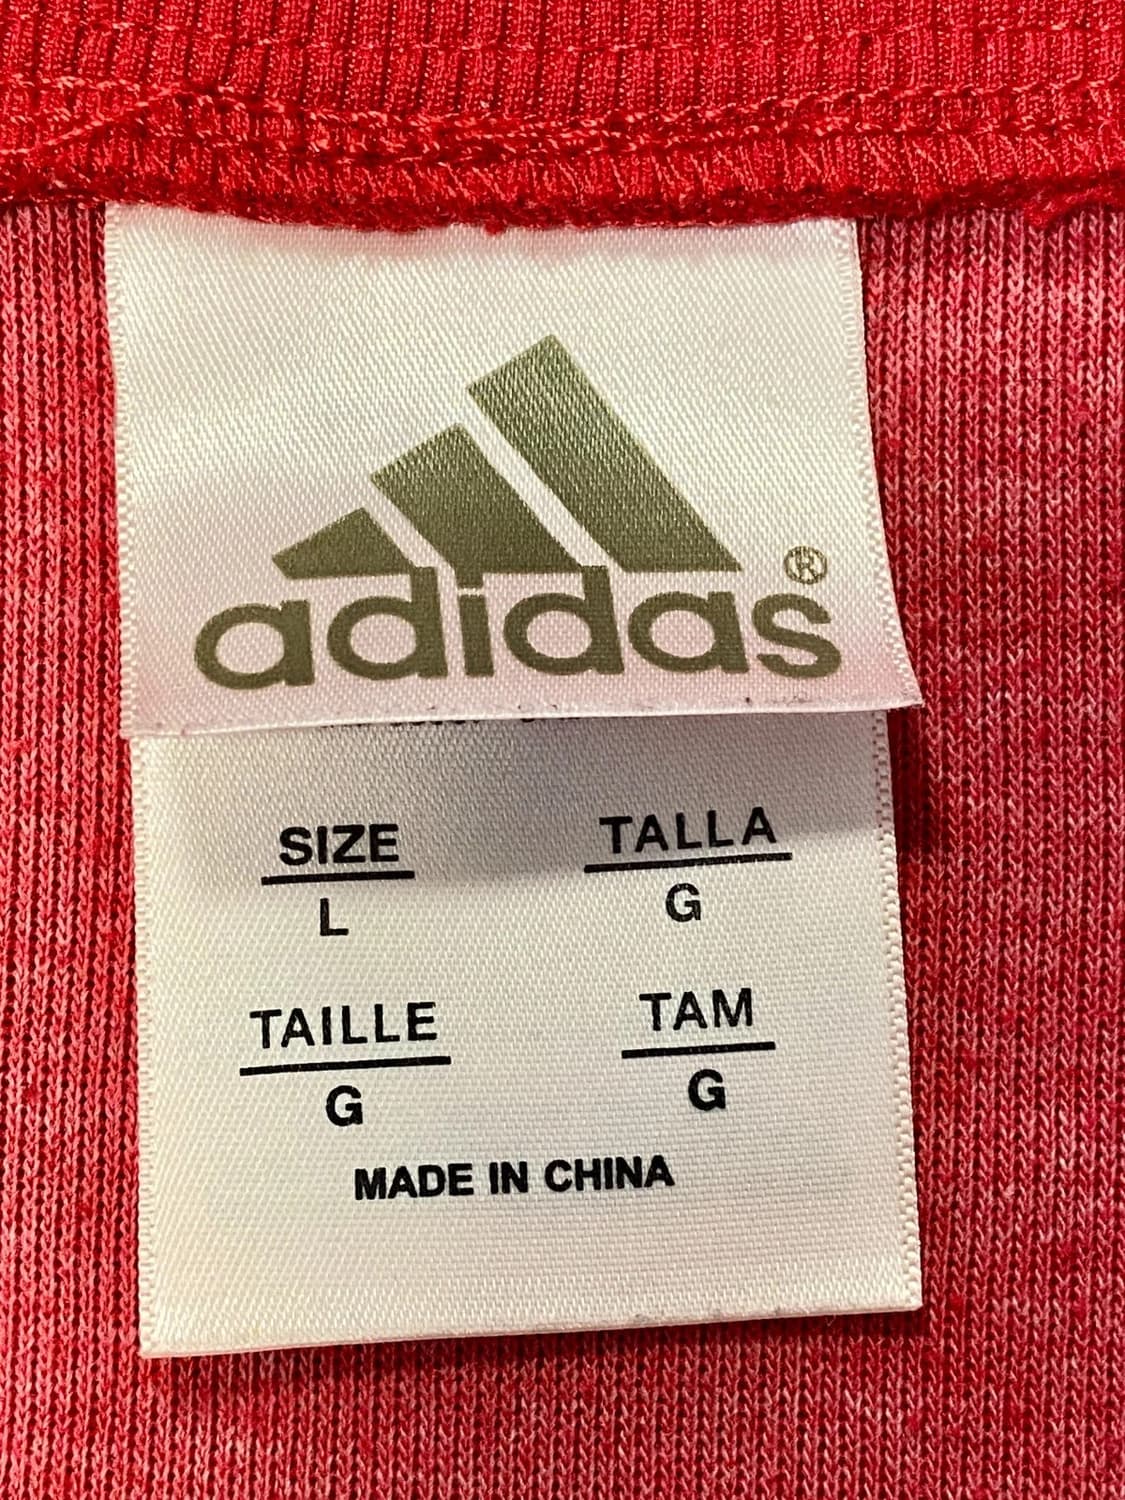 adidas®
SIZE TALLA
L G
TAILLE TAM
G G
MADE IN CHINA